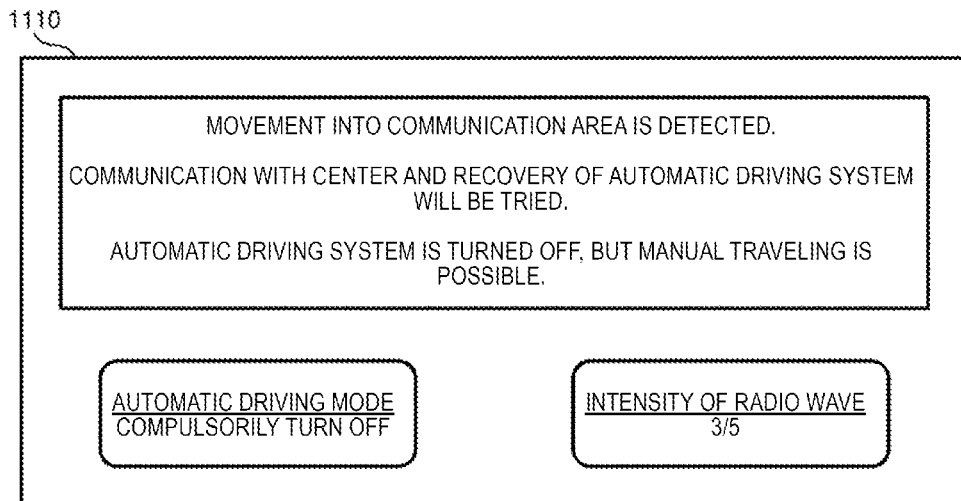 1110
MOVEMENT INTO COMMUNICATION AREA IS DETECTED.
COMMUNICATION WITH CENTER AND RECOVERY OF AUTOMATIC DRIVING SYSTEM
WILL BE TRIED.
AUTOMATIC DRIVING SYSTEM IS TURNED OFF, BUT MANUAL TRAVELING IS
POSSIBLE.
AUTOMATIC DRIVING MODE
COMPULSORILY TURN OFF
INTENSITY OF RADIO WAVE
3/5